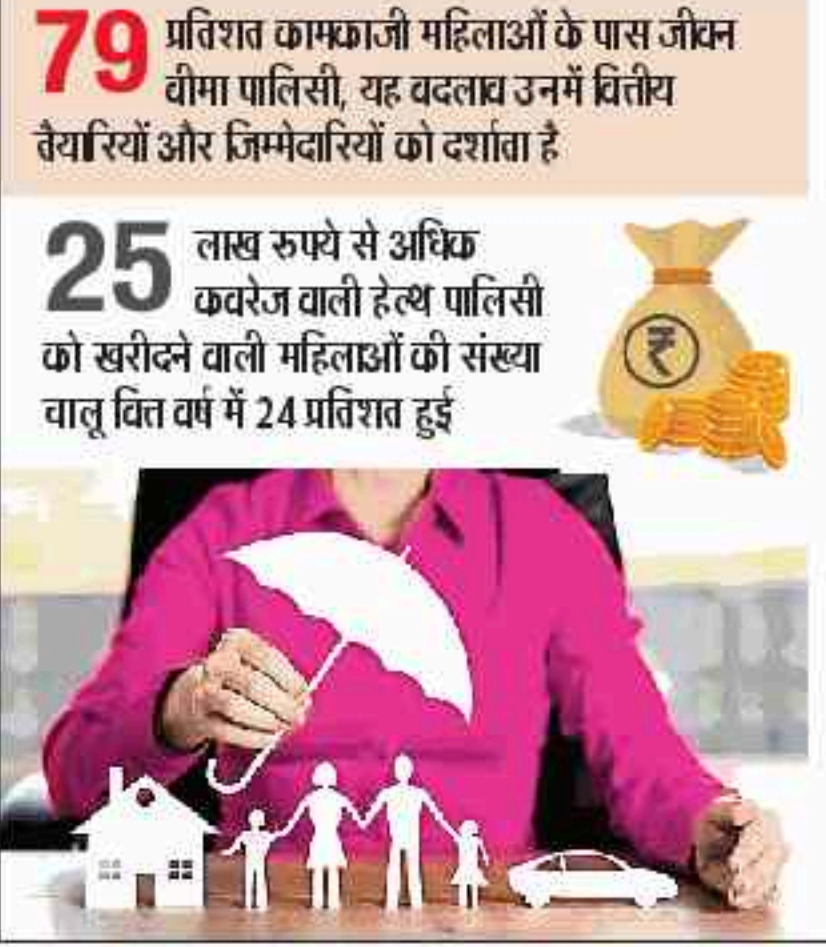 79 प्रतिशत कामकाजी महिलाओं के पास जीवन
बीमा पालिसी, यह बदलाव उनमें वित्तीय
तैयारियों और जिम्मेदारियों को दर्शाता है
25 लाख रुपये से अधिक
कवरेज वाली हेल्थ पालिसी
को खरीदने वाली महिलाओं की संख्या
चालू वित्त वर्ष में 24 प्रतिशत हुई
₹